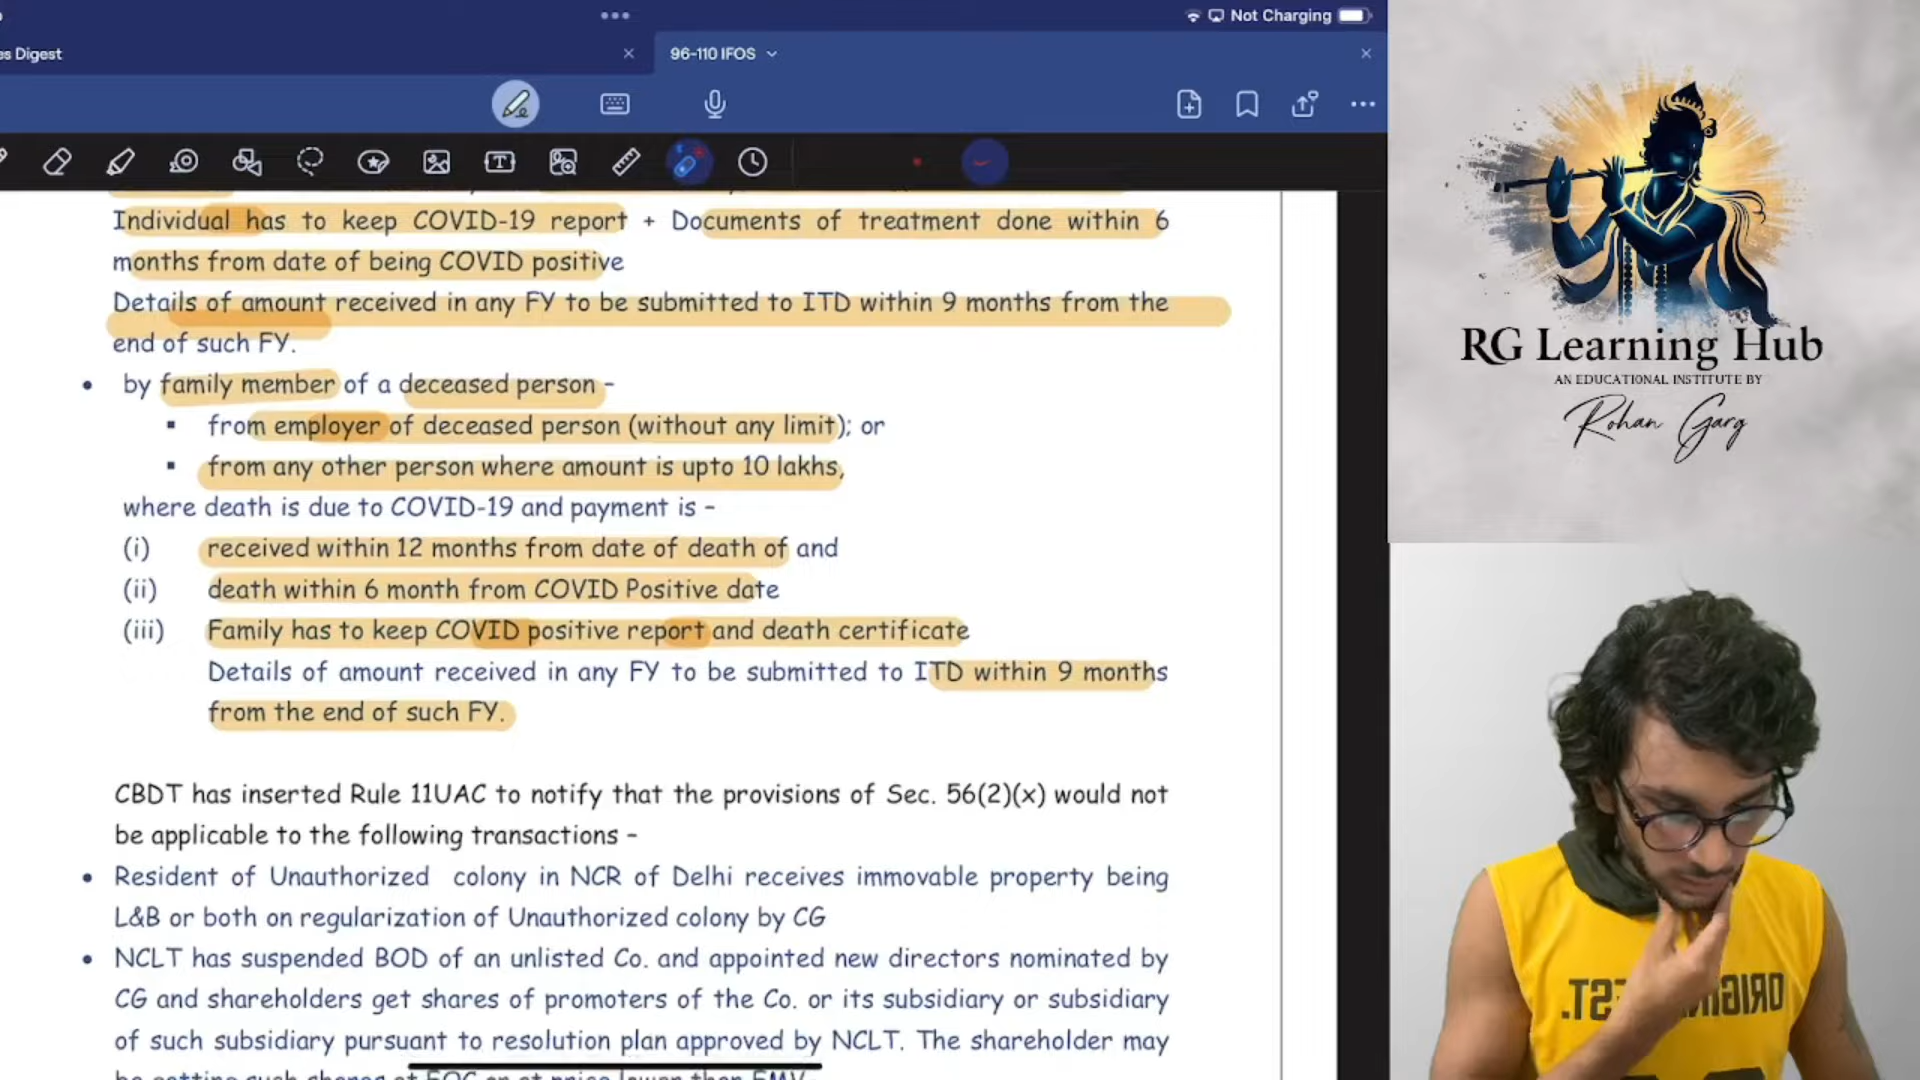 Not Charging
es Digest
96-110 IFOS
Individual has to keep COVID-19 report + Documents of treatment done within 6
months from date of being COVID positive
Details of amount received in any FY to be submitted to ITD within 9 months from the
end of such FY.
• by family member of a deceased person –
▪ from employer of deceased person (without any limit); or
▪ from any other person where amount is upto 10 lakhs,
where death is due to COVID-19 and payment is –
(i) received within 12 months from date of death of and
(ii) death within 6 month from COVID Positive date
(iii) Family has to keep COVID positive report and death certificate
Details of amount received in any FY to be submitted to ITD within 9 months
from the end of such FY.
CBDT has inserted Rule 11UAC to notify that the provisions of Sec. 56(2)(x) would not
be applicable to the following transactions –
• Resident of Unauthorized colony in NCR of Delhi receives immovable property being
L&B or both on regularization of Unauthorized colony by CG
• NCLT has suspended BOD of an unlisted Co. and appointed new directors nominated by
CG and shareholders get shares of promoters of the Co. or its subsidiary or subsidiary
of such subsidiary pursuant to resolution plan approved by NCLT. The shareholder may
RG Learning Hub
AN EDUCATIONAL INSTITUTE BY
Rohan Garg